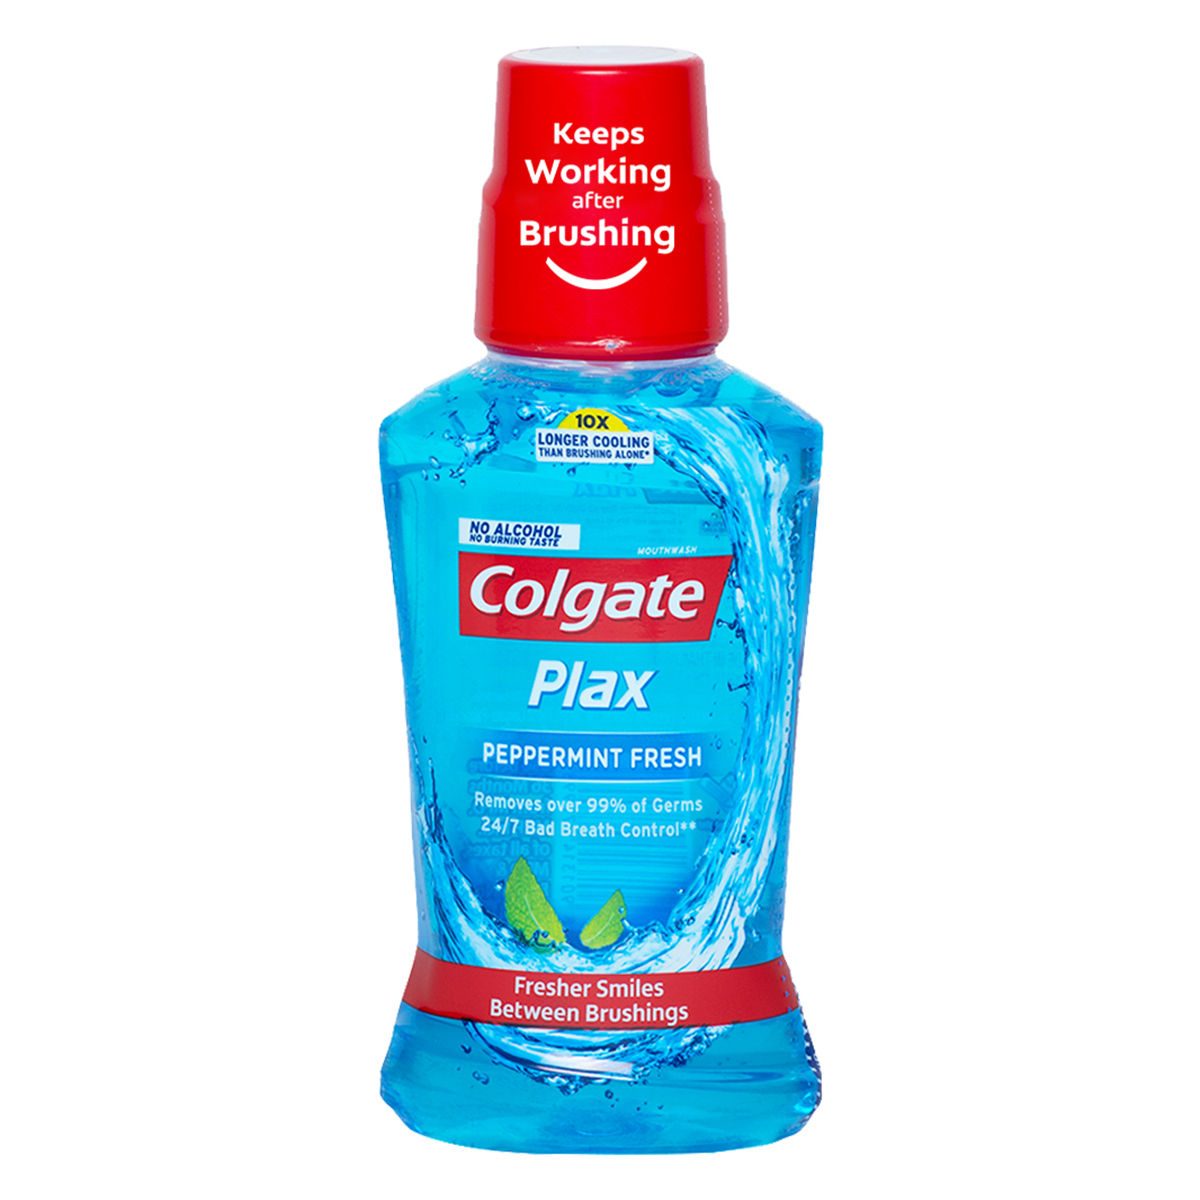 Keeps
Working
after
Brushing
10X
LONGER COOLING
THAN BRUSHING ALONE*
NO ALCOHOL
NO BURNING TASTE
MOUTHWASH
Colgate
Plax
PEPPERMINT FRESH
Removes over 99% of Germs
24/7 Bad Breath Control**
Fresher Smiles
Between Brushings